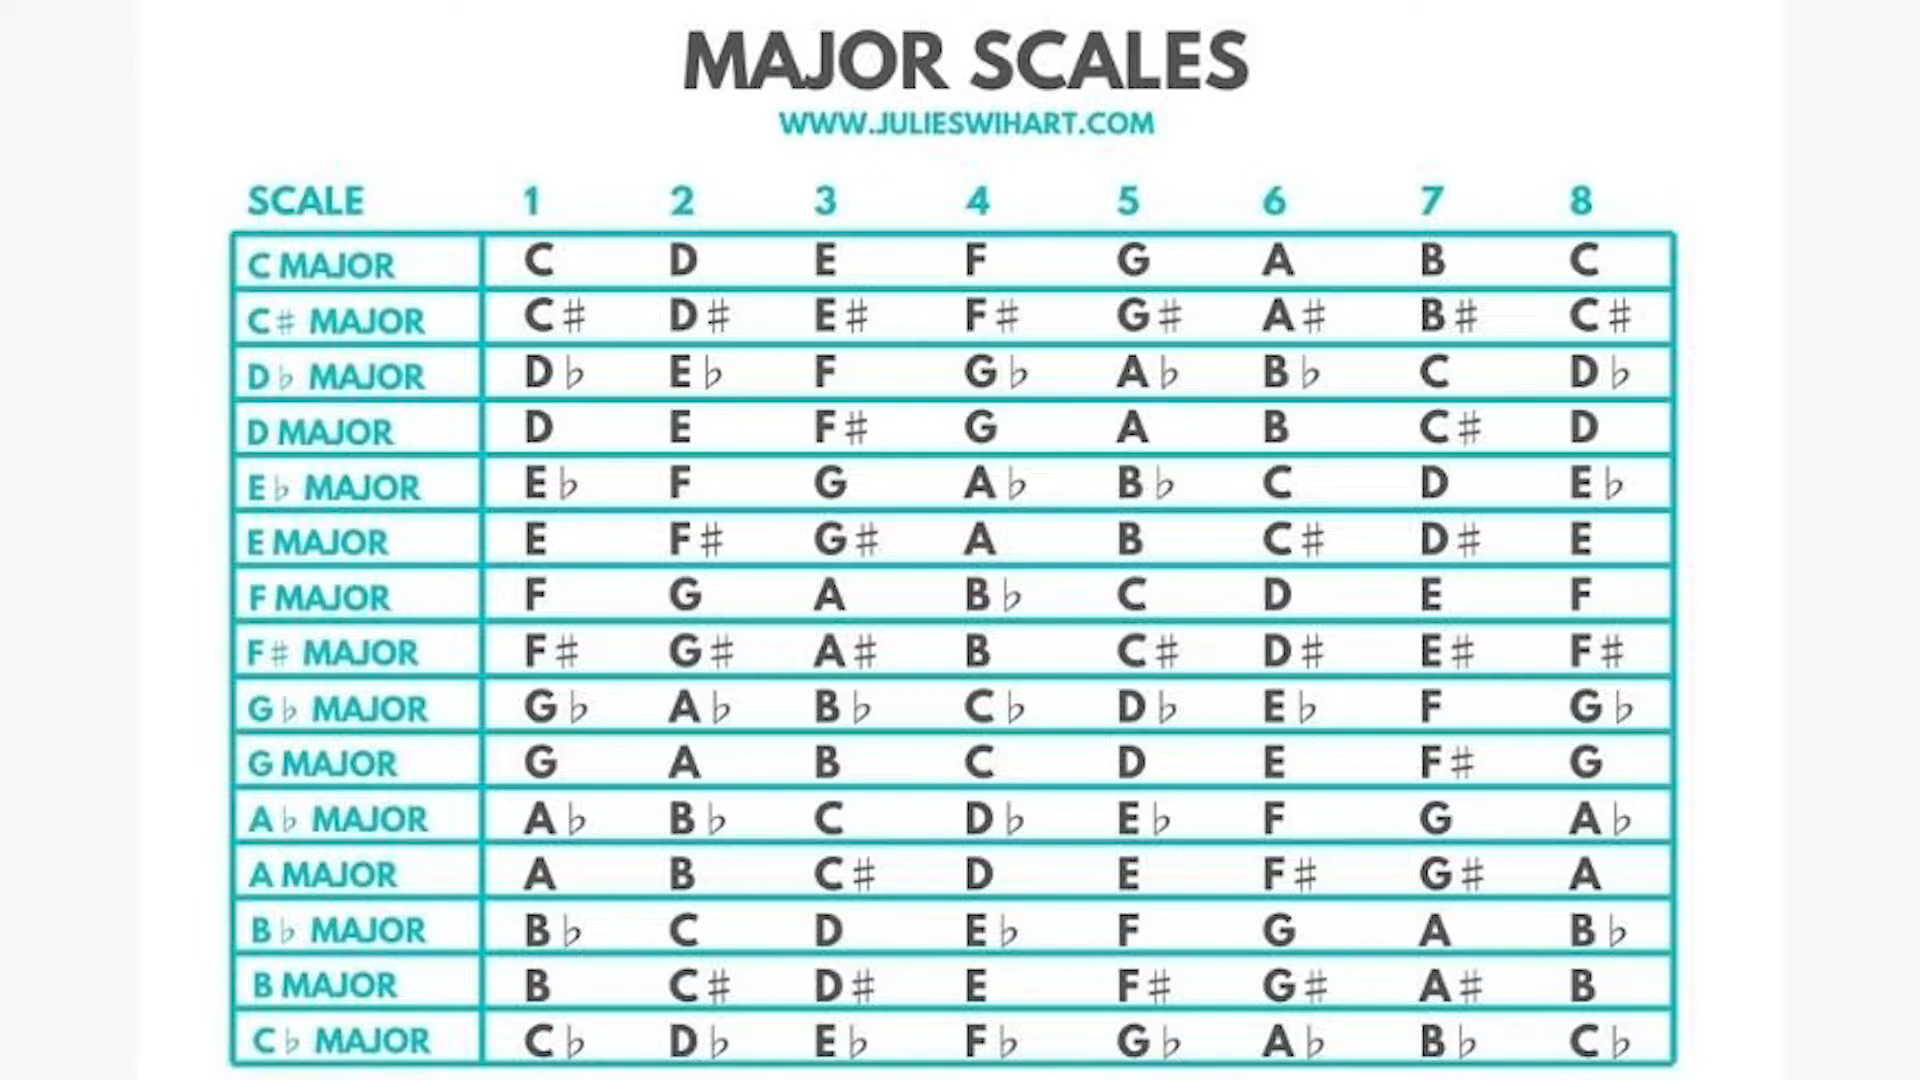 MAJOR SCALES
WWW.JULIESWIHART.COM
SCALE 1 2 3 4 5 6 7 8
C MAJOR C D E F G A B C
C♯ MAJOR C♯ D♯ E♯ F♯ G♯ A♯ B♯ C♯
D♭ MAJOR D♭ E♭ F G♭ A♭ B♭ C D♭
D MAJOR D E F♯ G A B C♯ D
E♭ MAJOR E♭ F G A♭ B♭ C D E♭
E MAJOR E F♯ G♯ A B C♯ D♯ E
F MAJOR F G A B♭ C D E F
F♯ MAJOR F♯ G♯ A♯ B C♯ D♯ E♯ F♯
G♭ MAJOR G♭ A♭ B♭ C♭ D♭ E♭ F G♭
G MAJOR G A B C D E F♯ G
A♭ MAJOR A♭ B♭ C D♭ E♭ F G A♭
A MAJOR A B C♯ D E F♯ G♯ A
B♭ MAJOR B♭ C D E♭ F G A B♭
B MAJOR B C♯ D♯ E F♯ G♯ A♯ B
C♭ MAJOR C♭ D♭ E♭ F♭ G♭ A♭ B♭ C♭